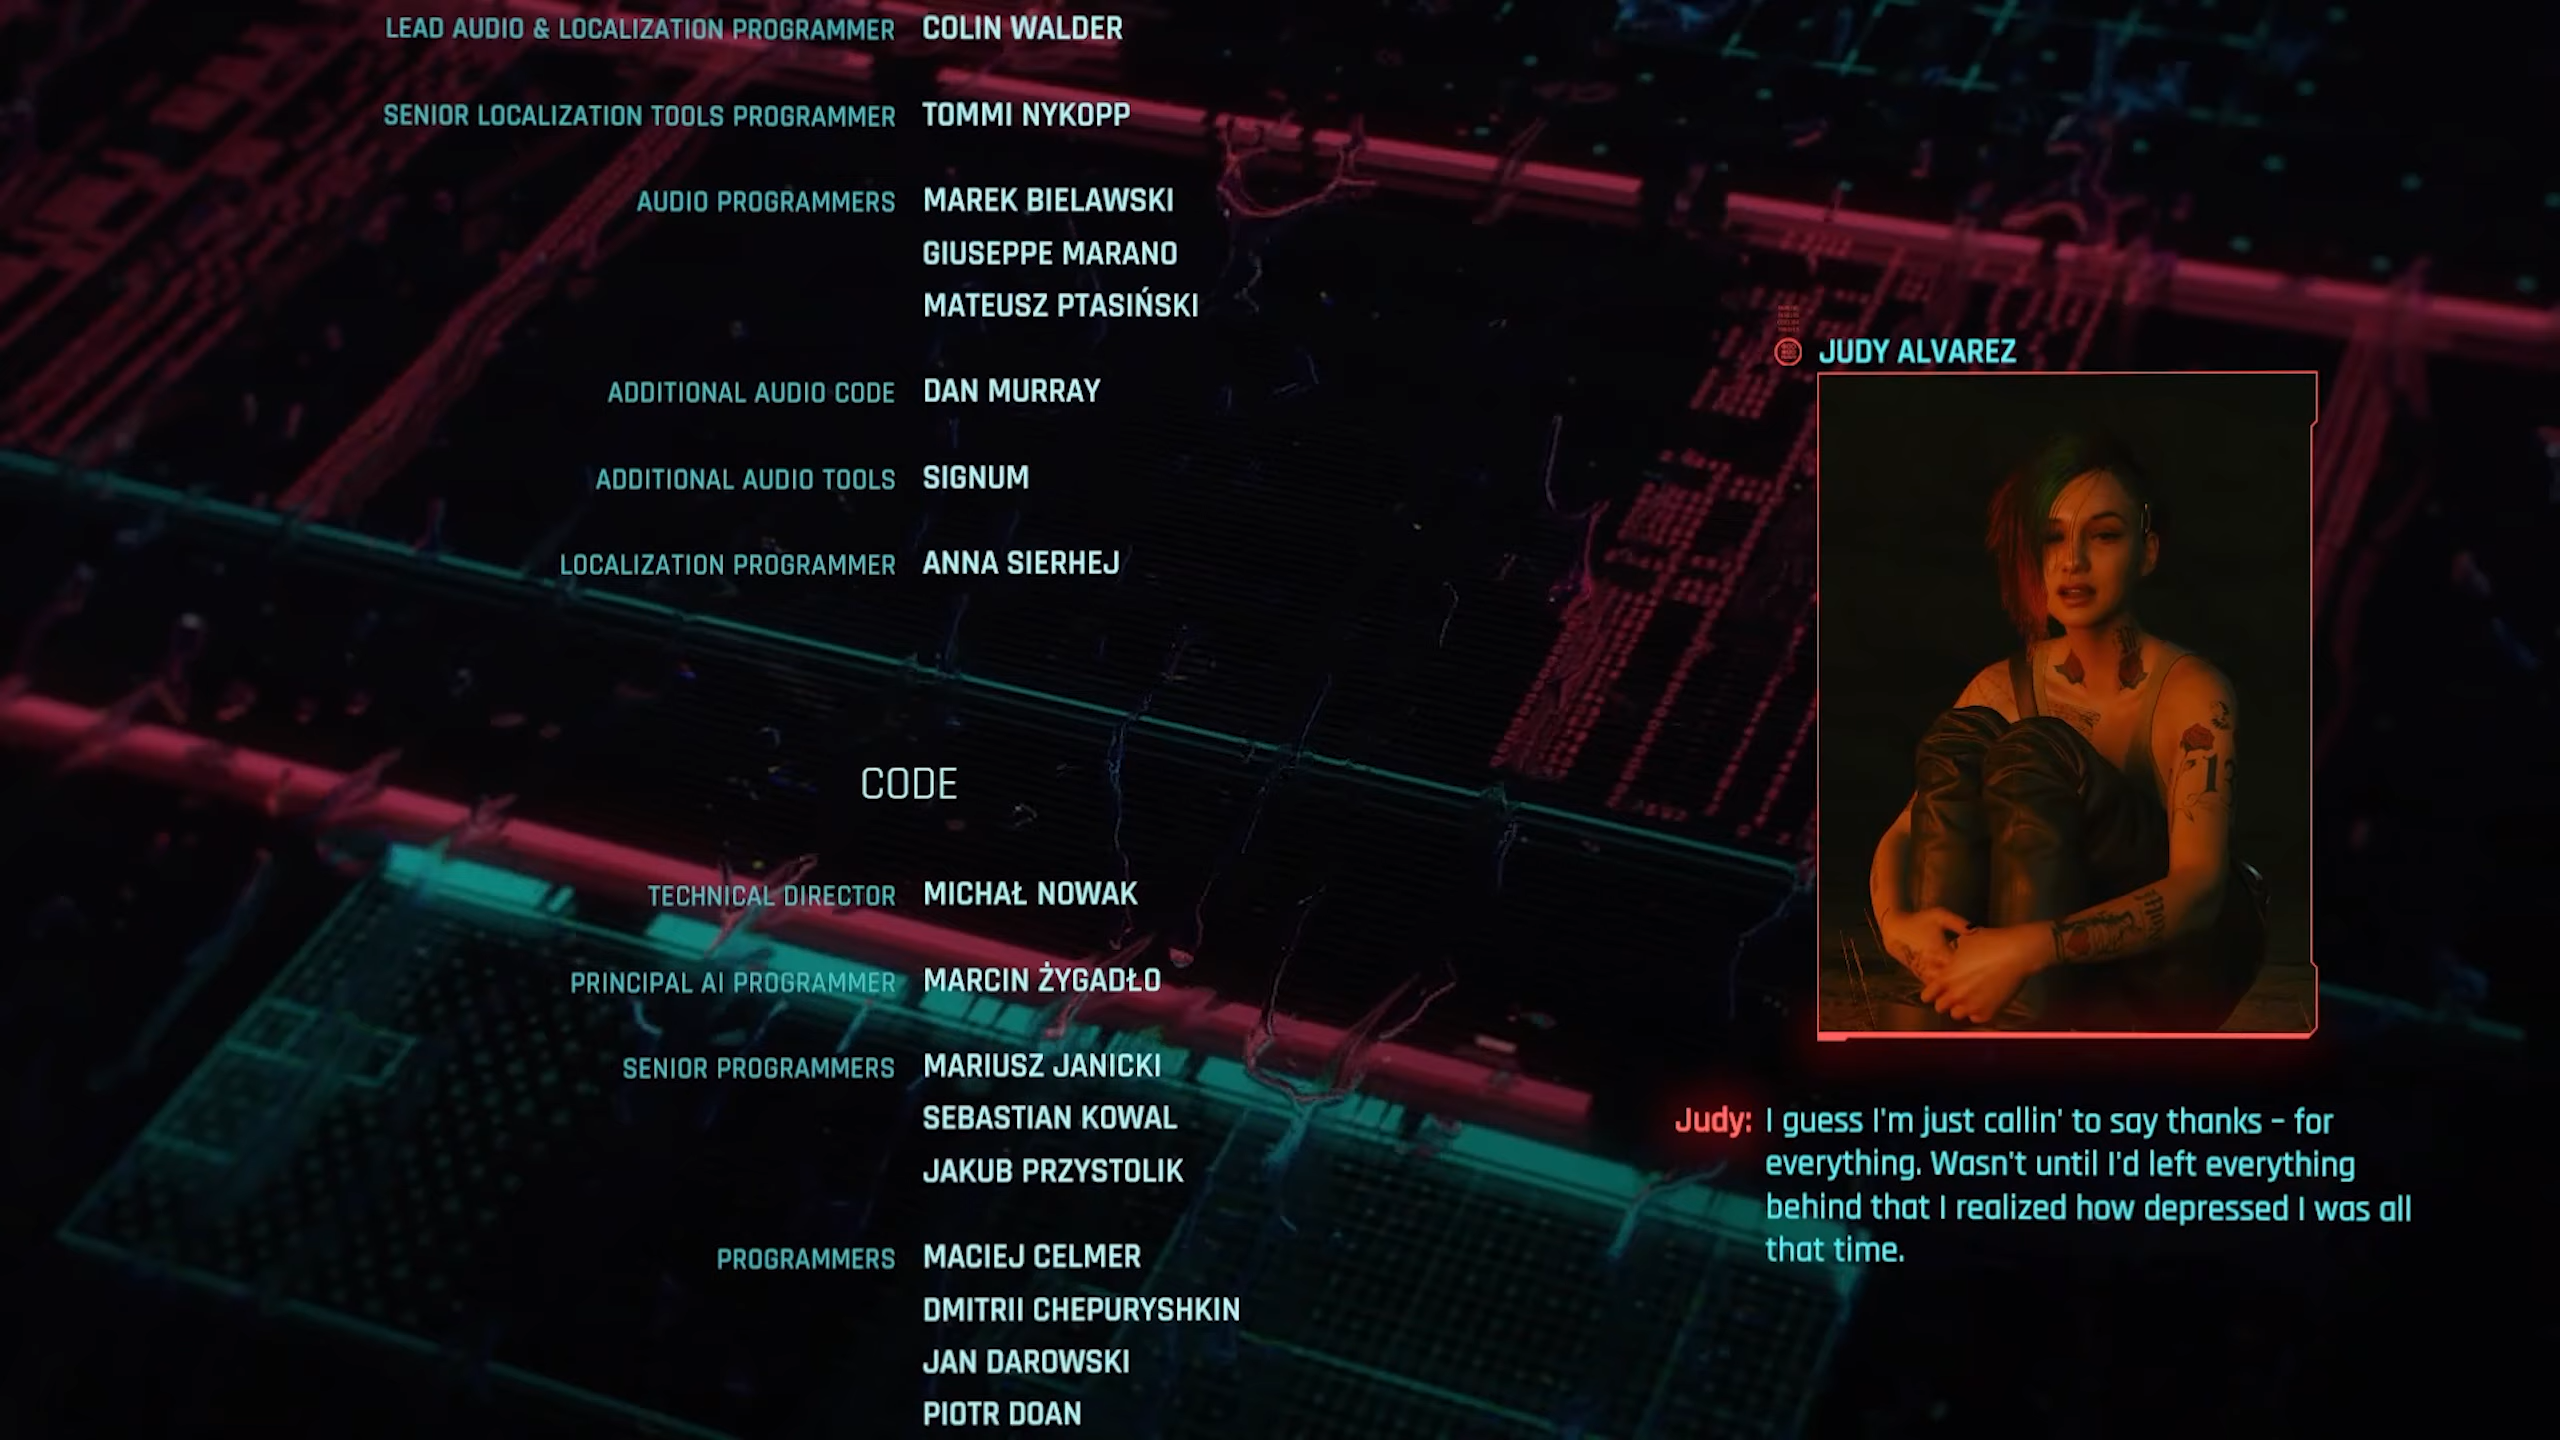 LEAD AUDIO & LOCALIZATION PROGRAMMER COLIN WALDER
SENIOR LOCALIZATION TOOLS PROGRAMMER TOMMI NYKOPP
AUDIO PROGRAMMERS MAREK BIELAWSKI
GIUSEPPE MARANO
MATEUSZ PTASIŃSKI
ADDITIONAL AUDIO CODE DAN MURRAY
ADDITIONAL AUDIO TOOLS SIGNUM
LOCALIZATION PROGRAMMER ANNA SIERHEJ
CODE
TECHNICAL DIRECTOR MICHAŁ NOWAK
PRINCIPAL AI PROGRAMMER MARCIN ŻYGADŁO
SENIOR PROGRAMMERS MARIUSZ JANICKI
SEBASTIAN KOWAL
JAKUB PRZYSTOLIK
PROGRAMMERS MACIEJ CELMER
DMITRII CHEPURYSHKIN
JAN DAROWSKI
PIOTR DOAN
JUDY ALVAREZ
Judy: I guess I'm just callin' to say thanks – for
everything. Wasn't until I'd left everything
behind that I realized how depressed I was all
that time.